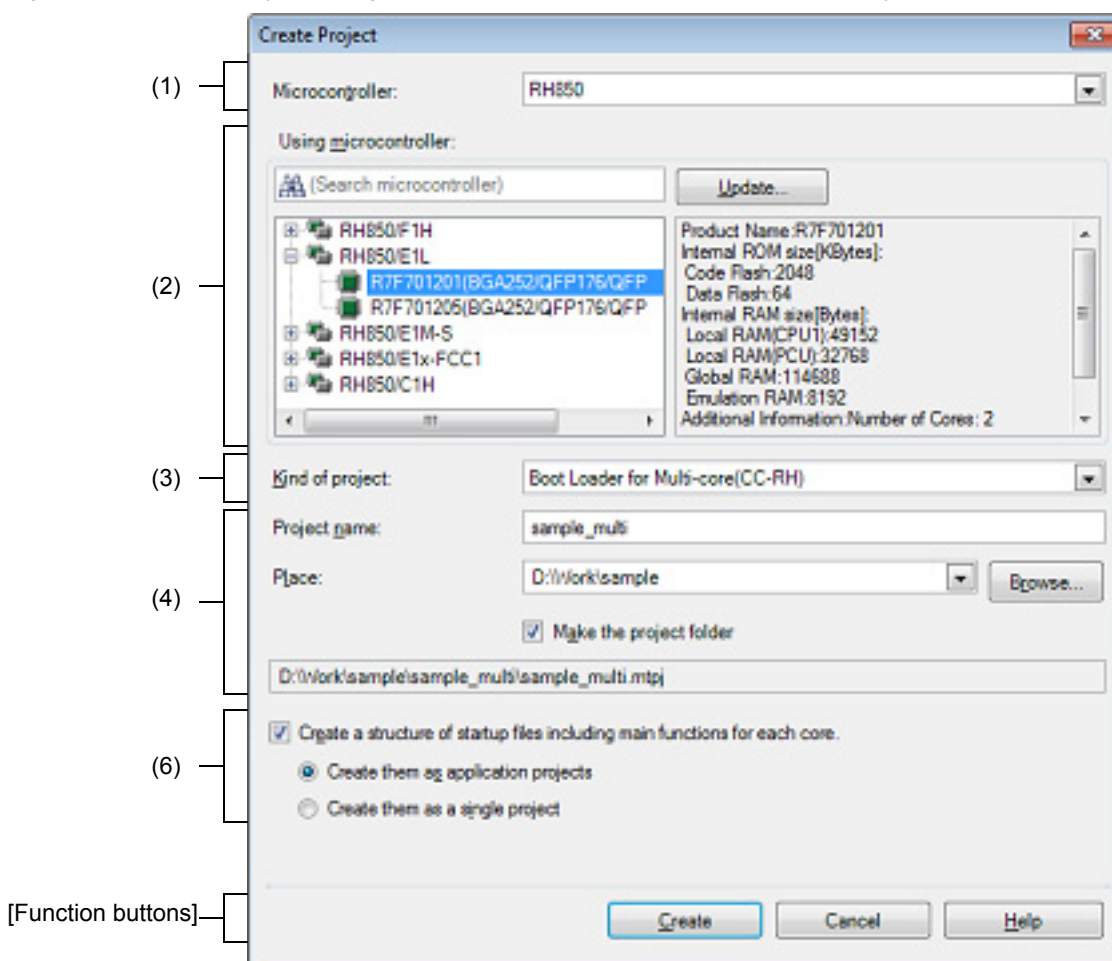 Create Project
(1)
Microcontroller:
RH850
Using microcontroller:
(Search microcontroller)
Update...
(2)
RH850/F1H
RH850/E1L
R7F701201(BGA252/QFP176/QFP
R7F701205(BGA252/QFP176/QFP
RH850/E1M-S
RH850/E1x-FCC1
RH850/C1H
Product Name:R7F701201
Internal ROM size[KBytes]:
Code Flash:2048
Data Flash:64
Internal RAM size[Bytes]:
Local RAM(CPU1):49152
Local RAM(PCU):32768
Global RAM:114688
Emulation RAM:8192
Additional Information:Number of Cores: 2
(3)
Kind of project:
Boot Loader for Multi-core(CC-RH)
(4)
Project name:
sample_multi
Place:
D:\Work\sample
Browse...
Make the project folder
D:\Work\sample\sample_multi\sample_multi.mtpj
(6)
Create a structure of startup files including main functions for each core.
Create them as application projects
Create them as a single project
[Function buttons]
Create
Cancel
Help